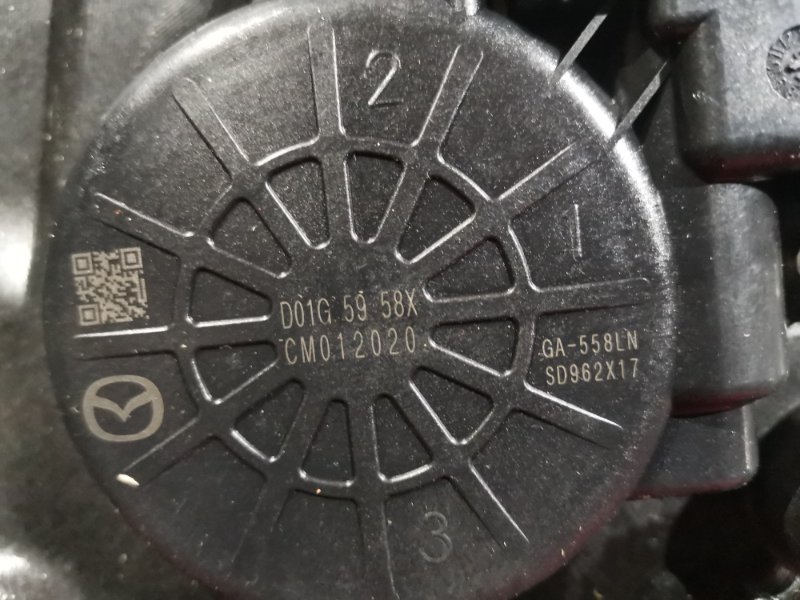 2
1
D01G 59 58X
CM012020
GA-558LN
SD962X17
3